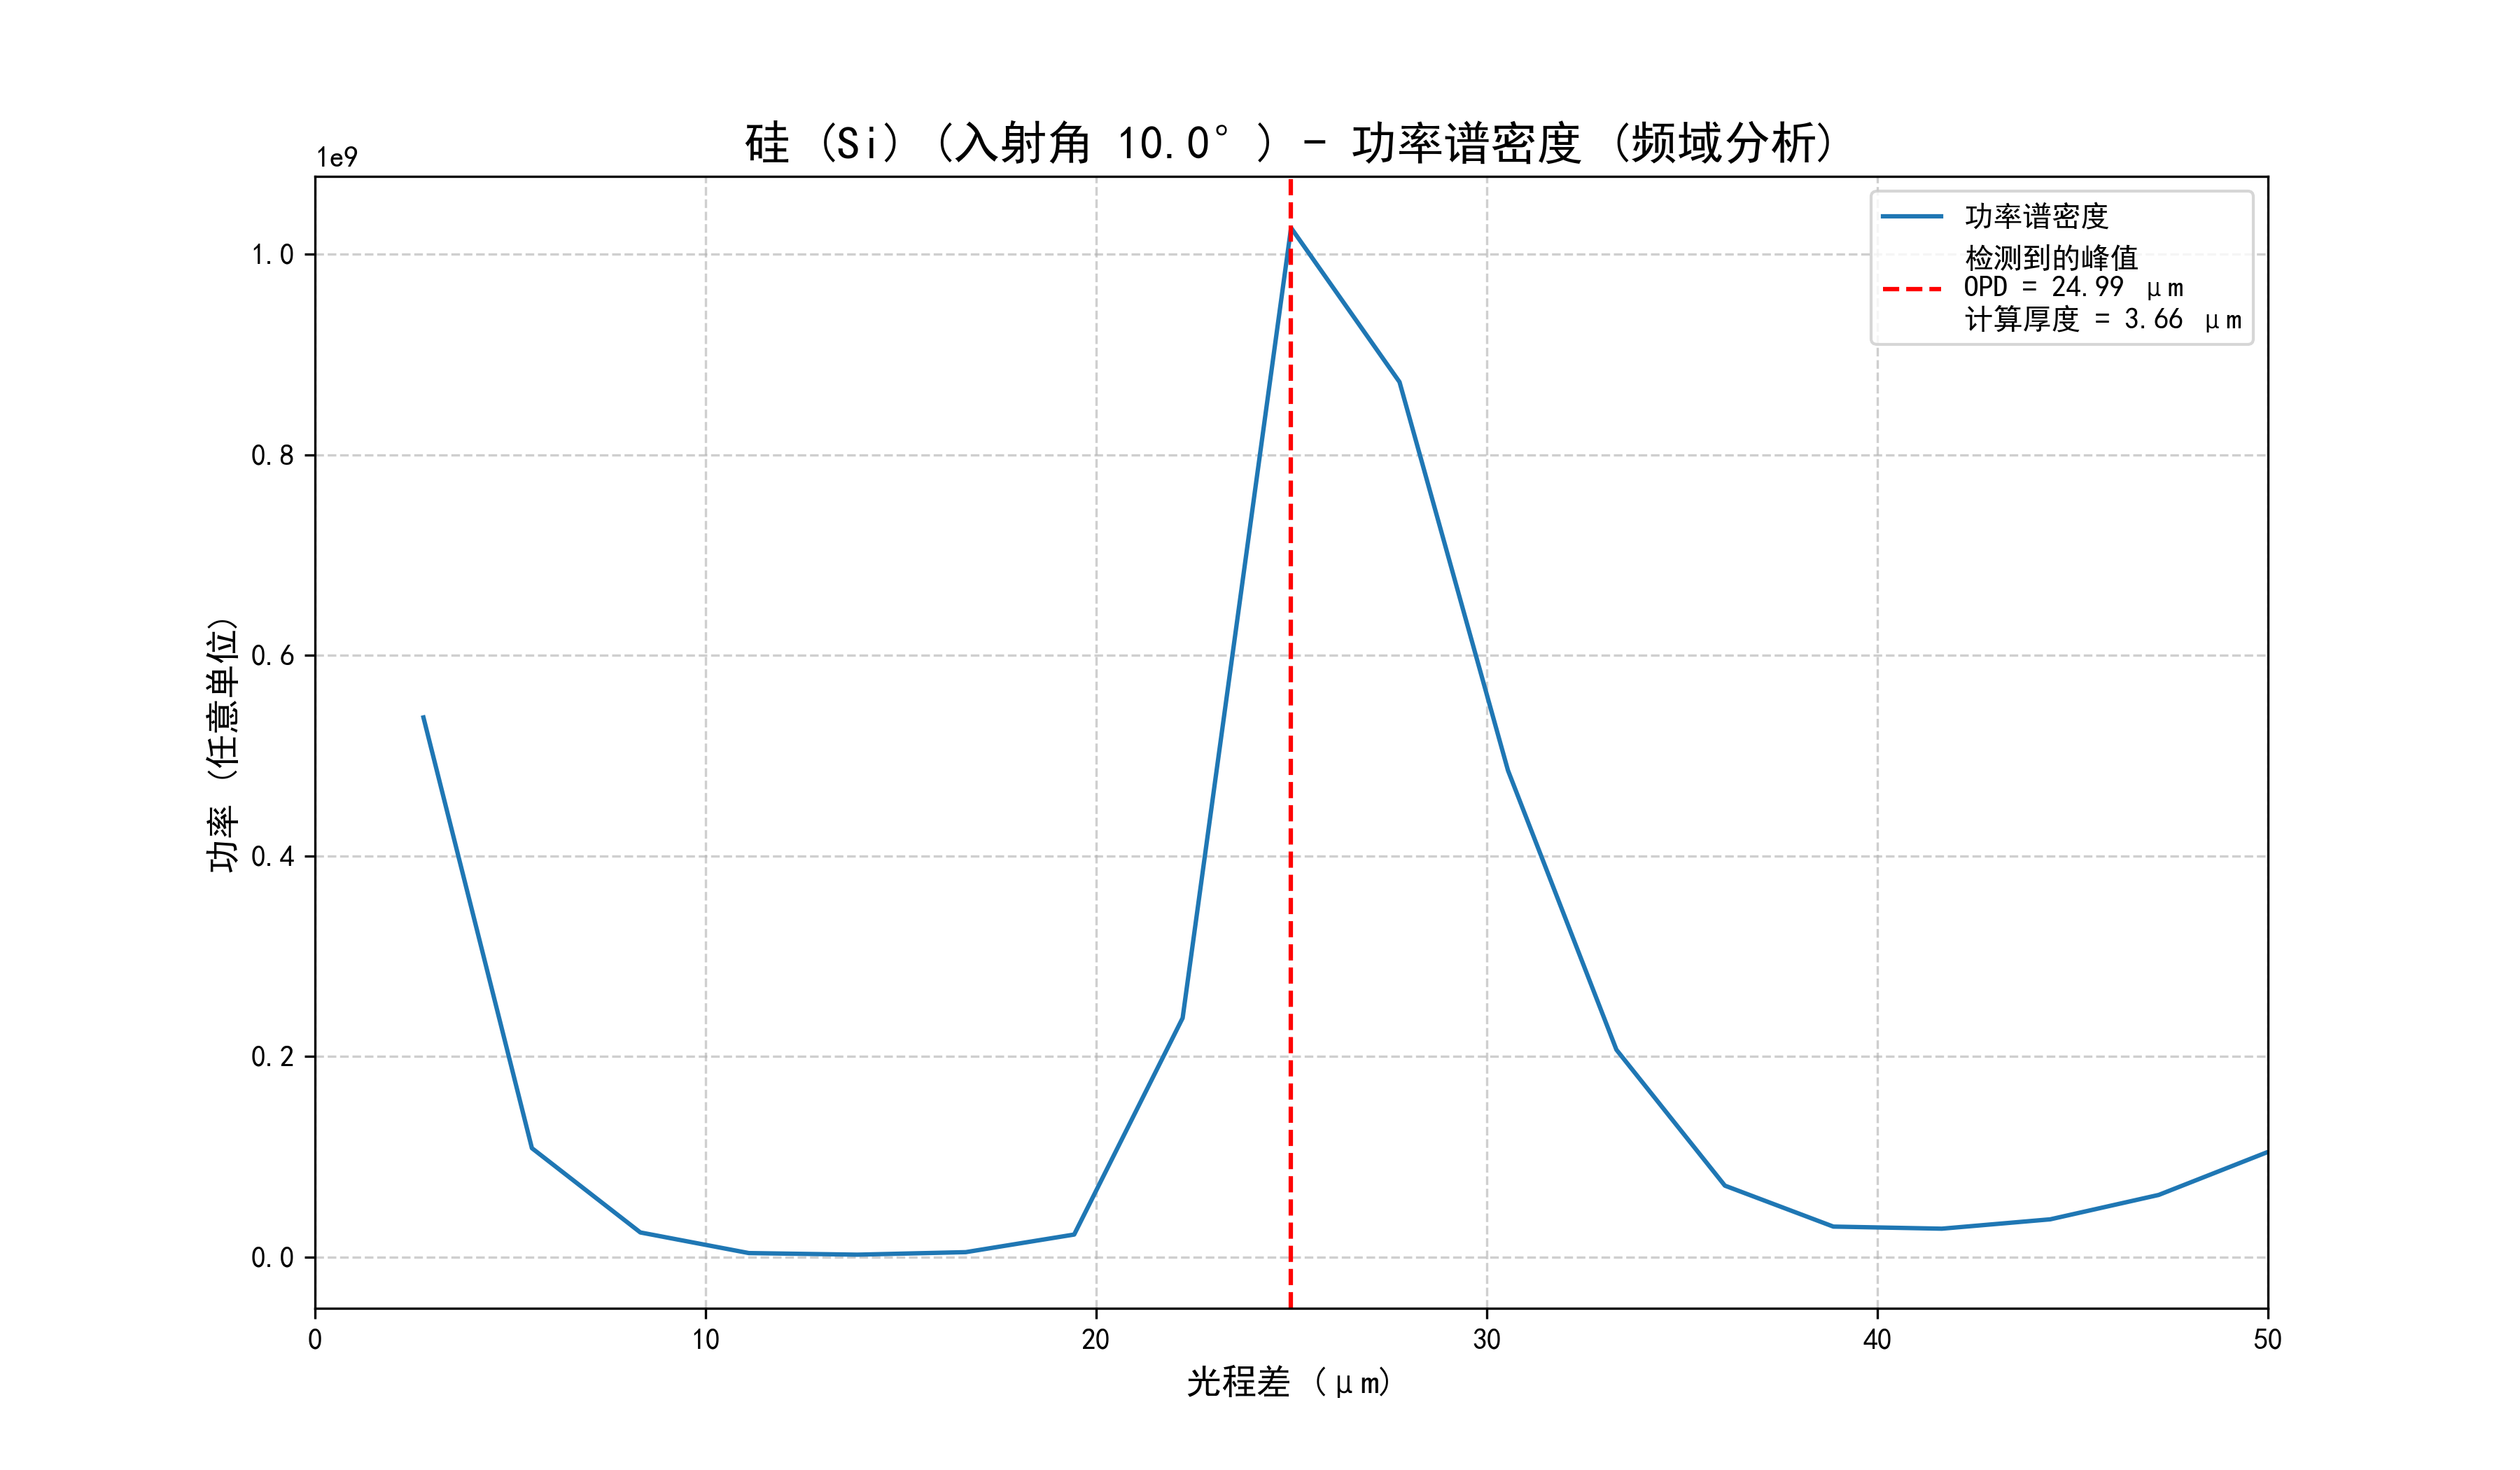 硅 (Si) (入射角 10.0°) - 功率谱密度 (频域分析)
1e9
功率谱密度
检测到的峰值
OPD = 24.99 μm
计算厚度 = 3.66 μm
1.0
0.8
0.6
0.4
0.2
0.0
功率 (任意单位)
0 10 20 30 40 50
光程差 (μm)